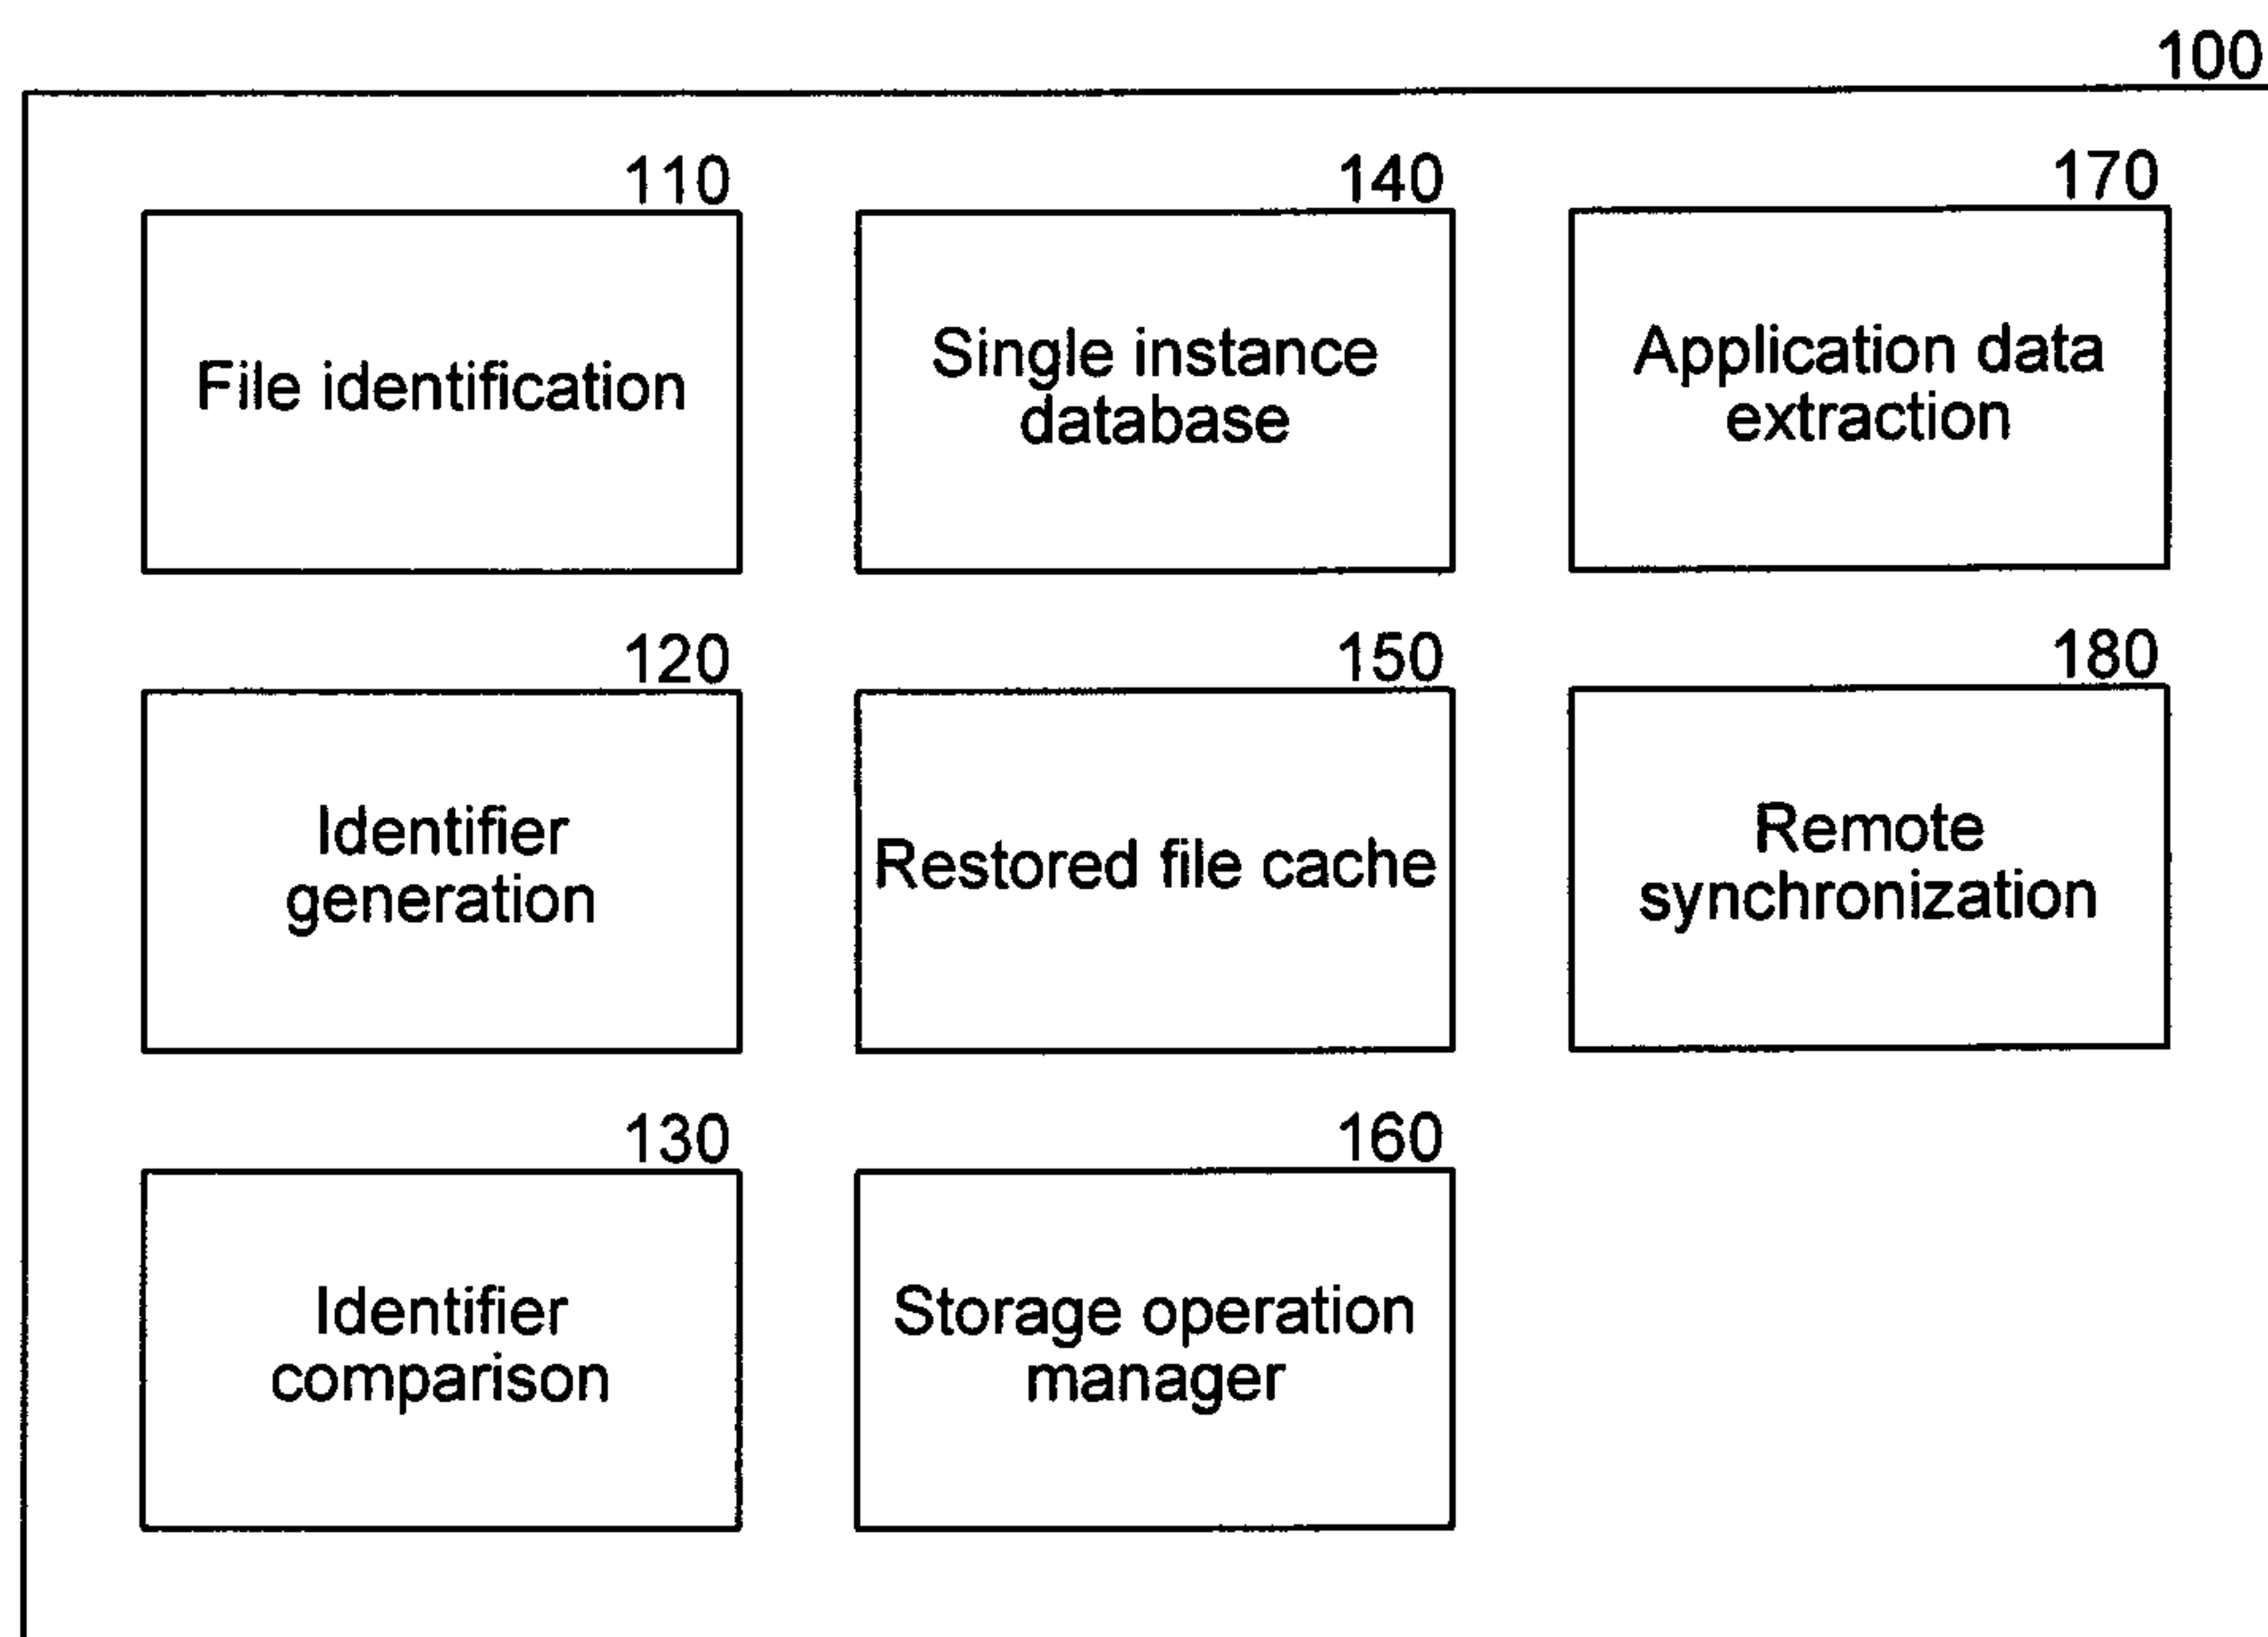 100
110
File identification
140
Single instance
database
170
Application data
extraction
120
Identifier
generation
150
Restored file cache
180
Remote
synchronization
130
Identifier
comparison
160
Storage operation
manager